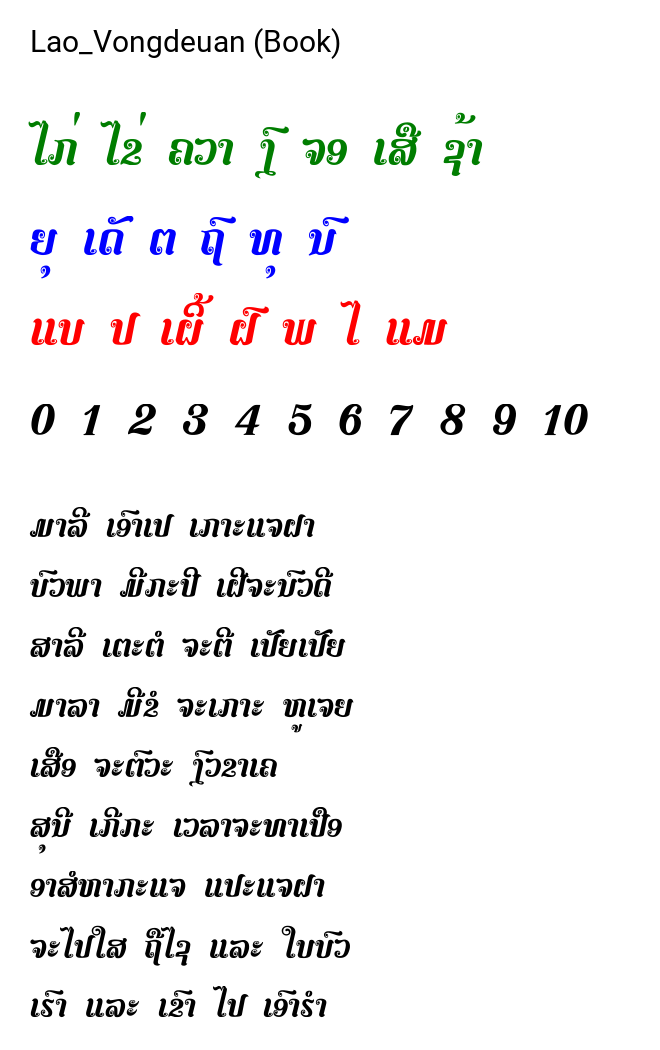 Lao_Vongdeuan (Book)
ໄກ່ ໄຂ່ ຄວາ ງົ ຈອ ເສື ຊ້າ
ຍຸ ເດັ ຕ ຖົ ທຸ ນົ
ແບ ປ ເຜິ້ ຝົ ພ ໄ ແມ
0 1 2 3 4 5 6 7 8 9 10
ມາລີ ເອົາເປ ເກາະແຈຝາ
ບົວພາ ມີກະປີ ເຝີຈະນົວດີ
ສາລີ ເຕະຕໍ ຈະຕີ ເປັຍເປັຍ
ມາລາ ມີຂໍ ຈະເກາະ ຫູເຈຍ
ເສືອ ຈະຕົວະ ງົວຂາເຄ
ສຸນີ ເກີກະ ເວລາຈະທາເປືອ
ອາສໍຫາກະແຈ ແປະແຈຝາ
ຈະໄປໃສ ຖືໄຊ ແລະ ໃບບົວ
ເຮົາ ແລະ ເຂົາ ໄປ ເອົາຮໍາ